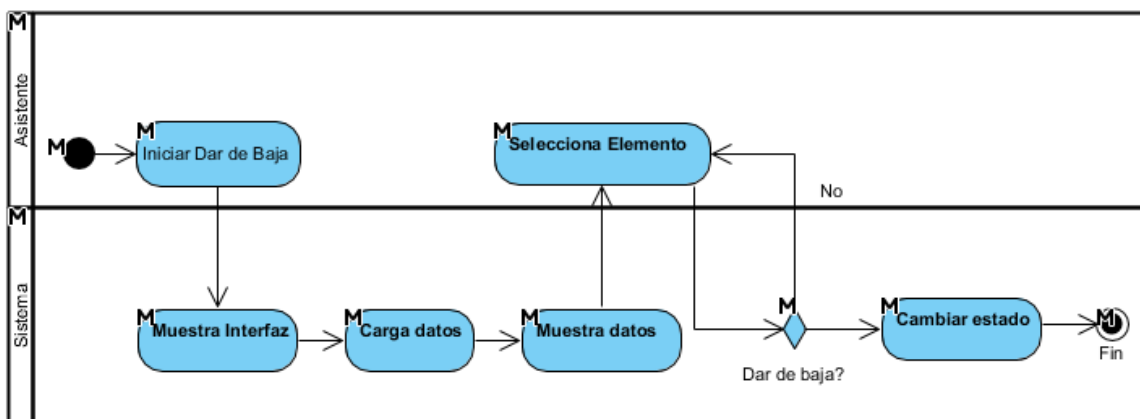 M
Asistente
M
M
Iniciar Dar de Baja
M
Selecciona Elemento
No
M
Sistema
M
Muestra Interfaz
M
Carga datos
M
Muestra datos
M
Dar de baja?
M
Cambiar estado
M
Fin